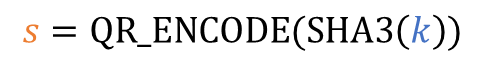 s = QR_ENCODE(SHA3(k))